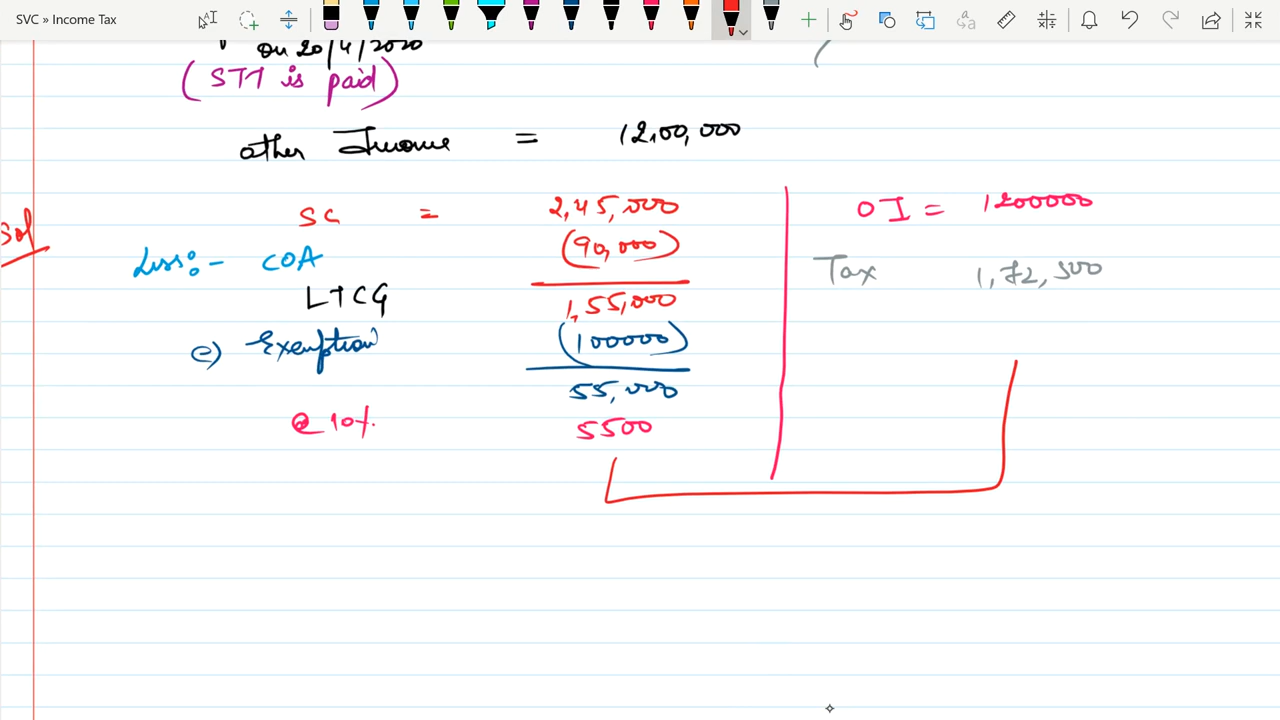 SVC » Income Tax
on 20/4/2020
(STT is paid)
other Income = 12,00,000
Sol
SC = 2,45,000
Less:- COA (90,000)
LTCG 1,55,000
e) Exemption (100000)
55,000
@ 10%. 5500
OI = 1200000
Tax 1,72,500